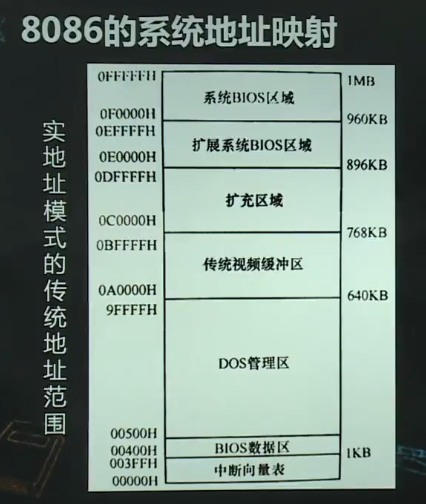 8086的系统地址映射
实地址模式的传统地址范围
0FFFFFH
1MB
系统BIOS区域
0F0000H
960KB
0EFFFFH
扩展系统BIOS区域
0E0000H
896KB
0DFFFFH
扩充区域
0C0000H
768KB
0BFFFFH
传统视频缓冲区
0A0000H
640KB
9FFFFH
DOS管理区
00500H
BIOS数据区
00400H
1KB
003FFH
中断向量表
00000H